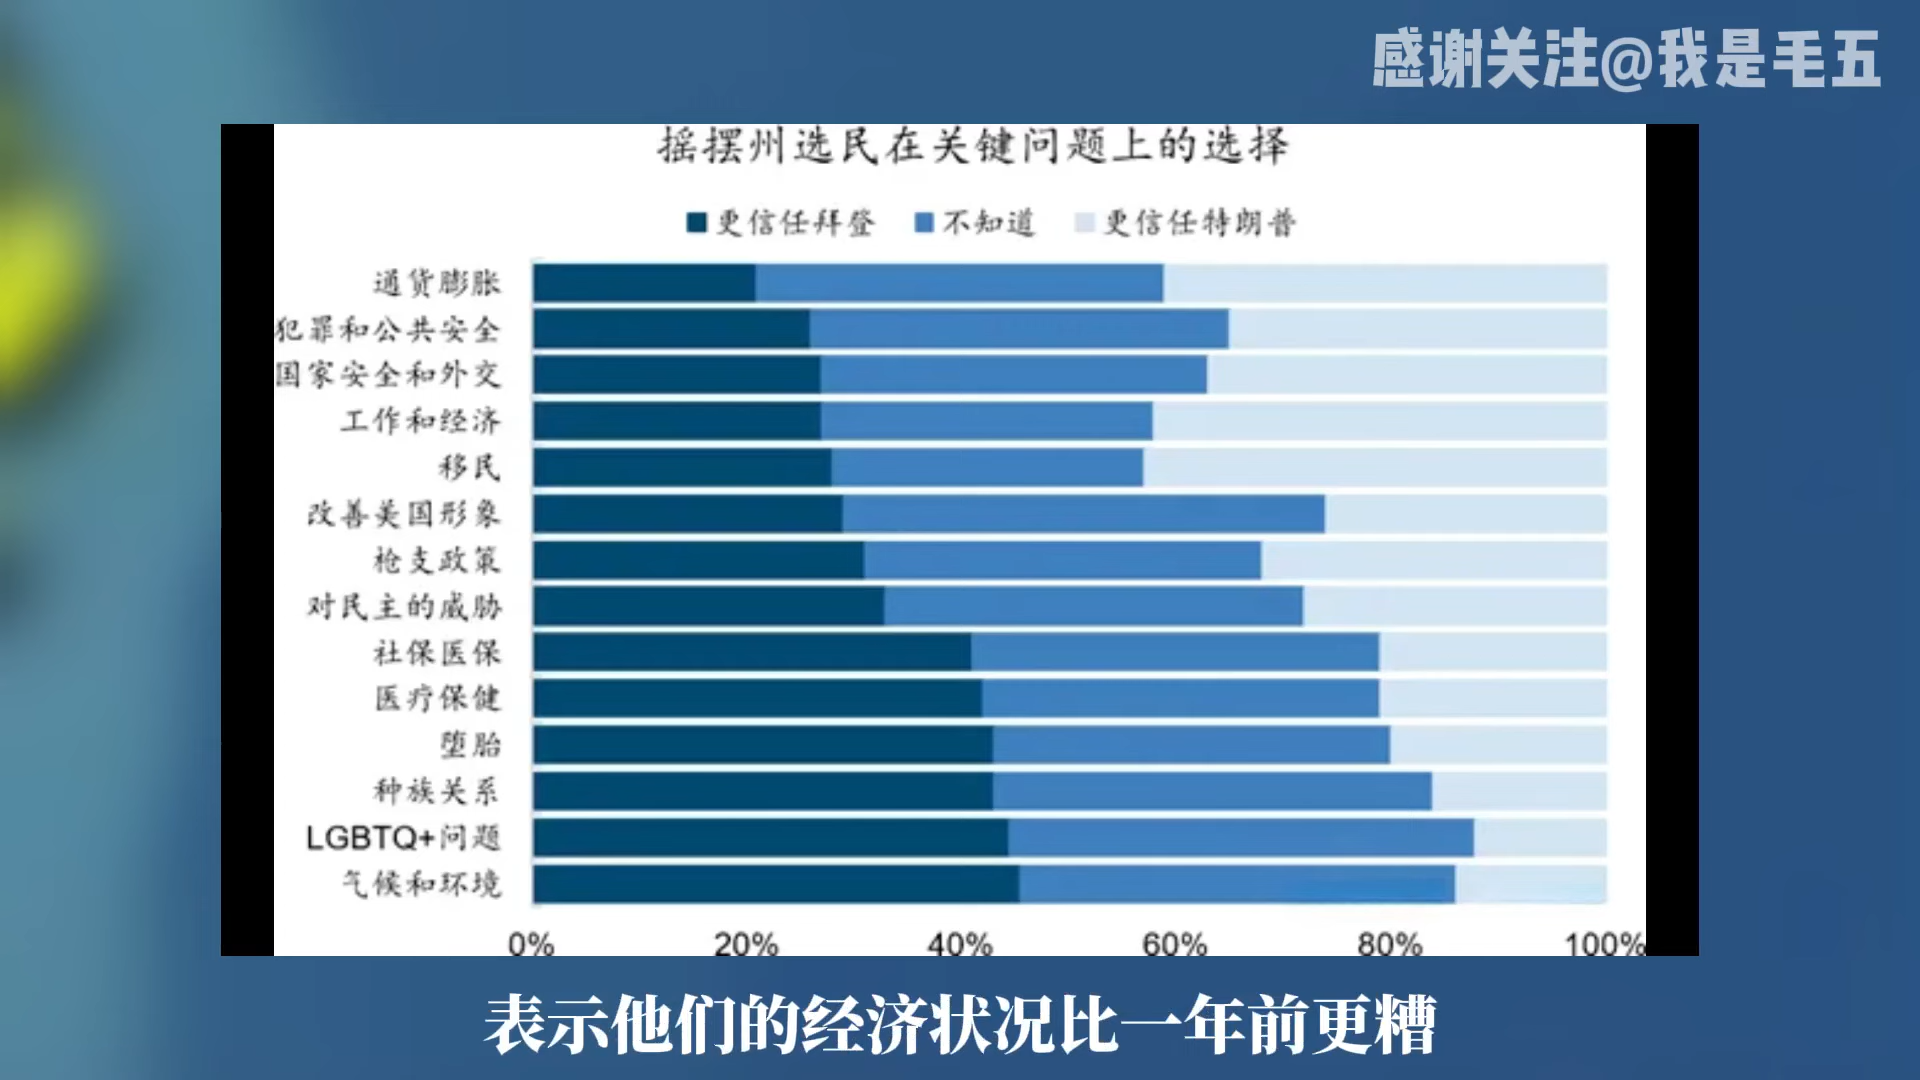 感谢关注@我是毛五
摇摆州选民在关键问题上的选择
更信任拜登 不知道 更信任特朗普
通货膨胀
犯罪和公共安全
国家安全和外交
工作和经济
移民
改善美国形象
枪支政策
对民主的威胁
社保医保
医疗保健
堕胎
种族关系
LGBTQ+问题
气候和环境
0% 20% 40% 60% 80% 100%
表示他们的经济状况比一年前更糟